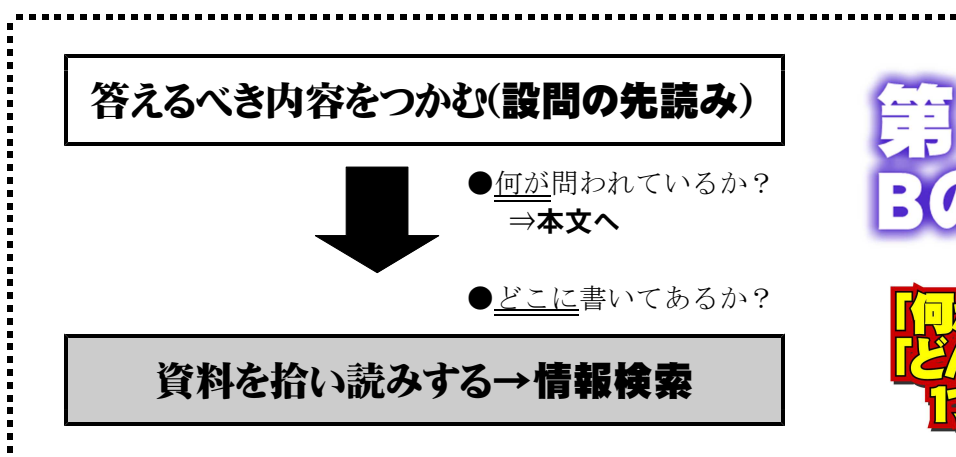 答えるべき内容をつかむ(設問の先読み)
●何が問われているか？
⇒本文へ
●どこに書いてあるか？
資料を拾い読みする→情報検索
第
Bの
「何
「ど
1